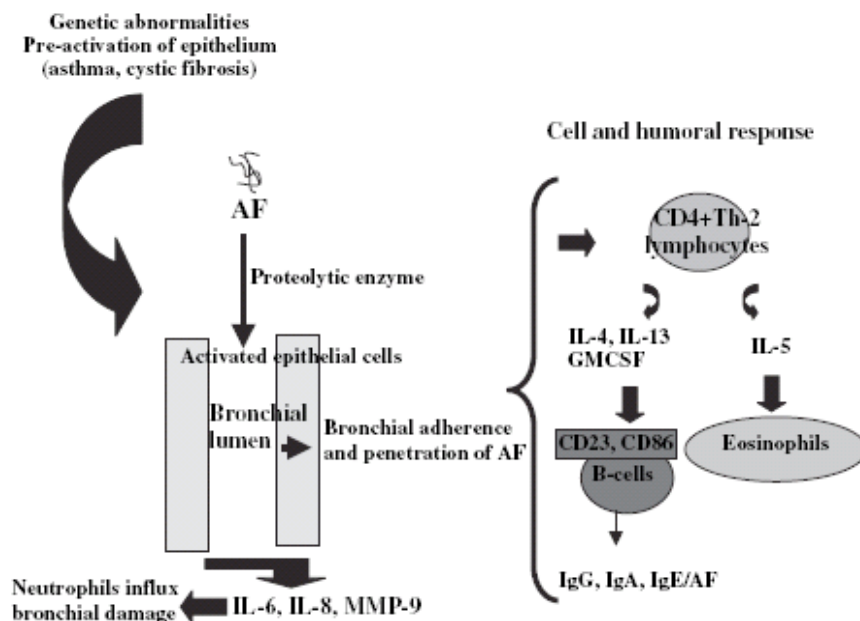 Genetic abnormalities
Pre-activation of epithelium
(asthma, cystic fibrosis)
AF
Proteolytic enzyme
Activated epithelial cells
Bronchial
lumen
Bronchial adherence
and penetration of AF
IL-6, IL-8, MMP-9
Neutrophils influx
bronchial damage
Cell and humoral response
CD4+Th-2
lymphocytes
IL-4, IL-13
GMCSF
IL-5
CD23, CD86
B-cells
Eosinophils
IgG, IgA, IgE/AF